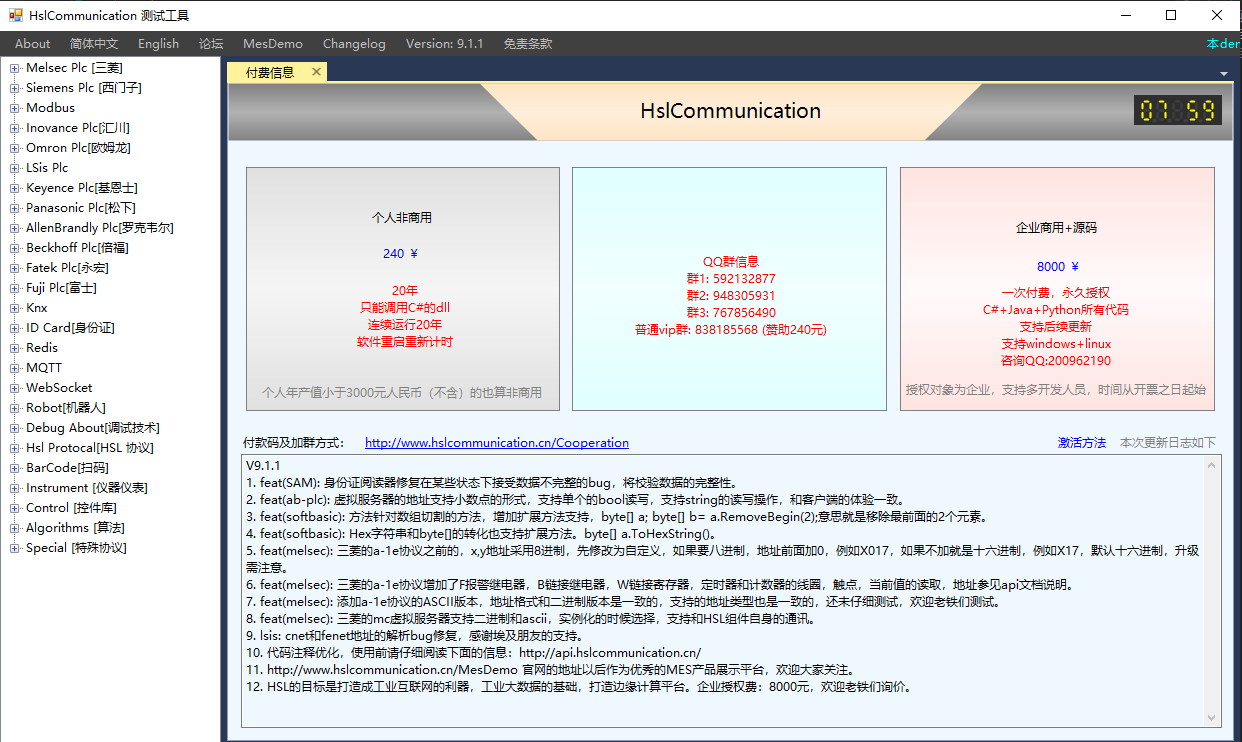 HslCommunication 测试工具
About 简体中文 English 论坛 MesDemo Changelog Version: 9.1.1 免责条款 本der
Melsec Plc [三菱]
Siemens Plc [西门子]
Modbus
Inovance Plc[汇川]
Omron Plc[欧姆龙]
LSis Plc
Keyence Plc[基恩士]
Panasonic Plc[松下]
AllenBrandly Plc[罗克韦尔]
Beckhoff Plc[倍福]
Fatek Plc[永宏]
Fuji Plc[富士]
Knx
ID Card[身份证]
Redis
MQTT
WebSocket
Robot[机器人]
Debug About[调试技术]
Hsl Protocal[HSL 协议]
BarCode[扫码]
Instrument [仪器仪表]
Control [控件库]
Algorithms [算法]
Special [特殊协议]
付费信息
HslCommunication
07 59
个人非商用
240 ￥
20年
只能调用C#的dll
连续运行20年
软件重启重新计时
个人年产值小于3000元人民币（不含）的也算非商用
QQ群信息
群1: 592132877
群2: 948305931
群3: 767856490
普通vip群: 838185568 (赞助240元)
企业商用+源码
8000 ￥
一次付费，永久授权
C#+Java+Python所有代码
支持后续更新
支持windows+linux
咨询QQ:200962190
授权对象为企业，支持多开发人员，时间从开票之日起始
付款码及加群方式： http://www.hslcommunication.cn/Cooperation 激活方法 本次更新日志如下
V9.1.1
1. feat(SAM): 身份证阅读器修复在某些状态下接受数据不完整的bug，将校验数据的完整性。
2. feat(ab-plc): 虚拟服务器的地址支持小数点的形式，支持单个的bool读写，支持string的读写操作，和客户端的体验一致。
3. feat(softbasic): 方法针对数组切割的方法，增加扩展方法支持，byte[] a; byte[] b= a.RemoveBegin(2);意思就是移除最前面的2个元素。
4. feat(softbasic): Hex字符串和byte[]的转化也支持扩展方法。byte[] a.ToHexString()。
5. feat(melsec): 三菱的a-1e协议之前的，x,y地址采用8进制，先修改为自定义，如果要八进制，地址前面加0，例如X017，如果不加就是十六进制，例如X17，默认十六进制，升级
需注意。
6. feat(melsec): 三菱的a-1e协议增加了F报警继电器，B链接继电器，W链接寄存器，定时器和计数器的线圈，触点，当前值的读取，地址参见api文档说明。
7. feat(melsec): 添加a-1e协议的ASCII版本，地址格式和二进制版本是一致的，支持的地址类型也是一致的，还未仔细测试，欢迎老铁们测试。
8. feat(melsec): 三菱的mc虚拟服务器支持二进制和ascii，实例化的时候选择，支持和HSL组件自身的通讯。
9. lsis: cnet和fenet地址的解析bug修复，感谢埃及朋友的支持。
10. 代码注释优化，使用前请仔细阅读下面的信息：http://api.hslcommunication.cn/
11. http://www.hslcommunication.cn/MesDemo 官网的地址以后作为优秀的MES产品展示平台，欢迎大家关注。
12. HSL的目标是打造成工业互联网的利器，工业大数据的基础，打造边缘计算平台。企业授权费：8000元，欢迎老铁们询价。